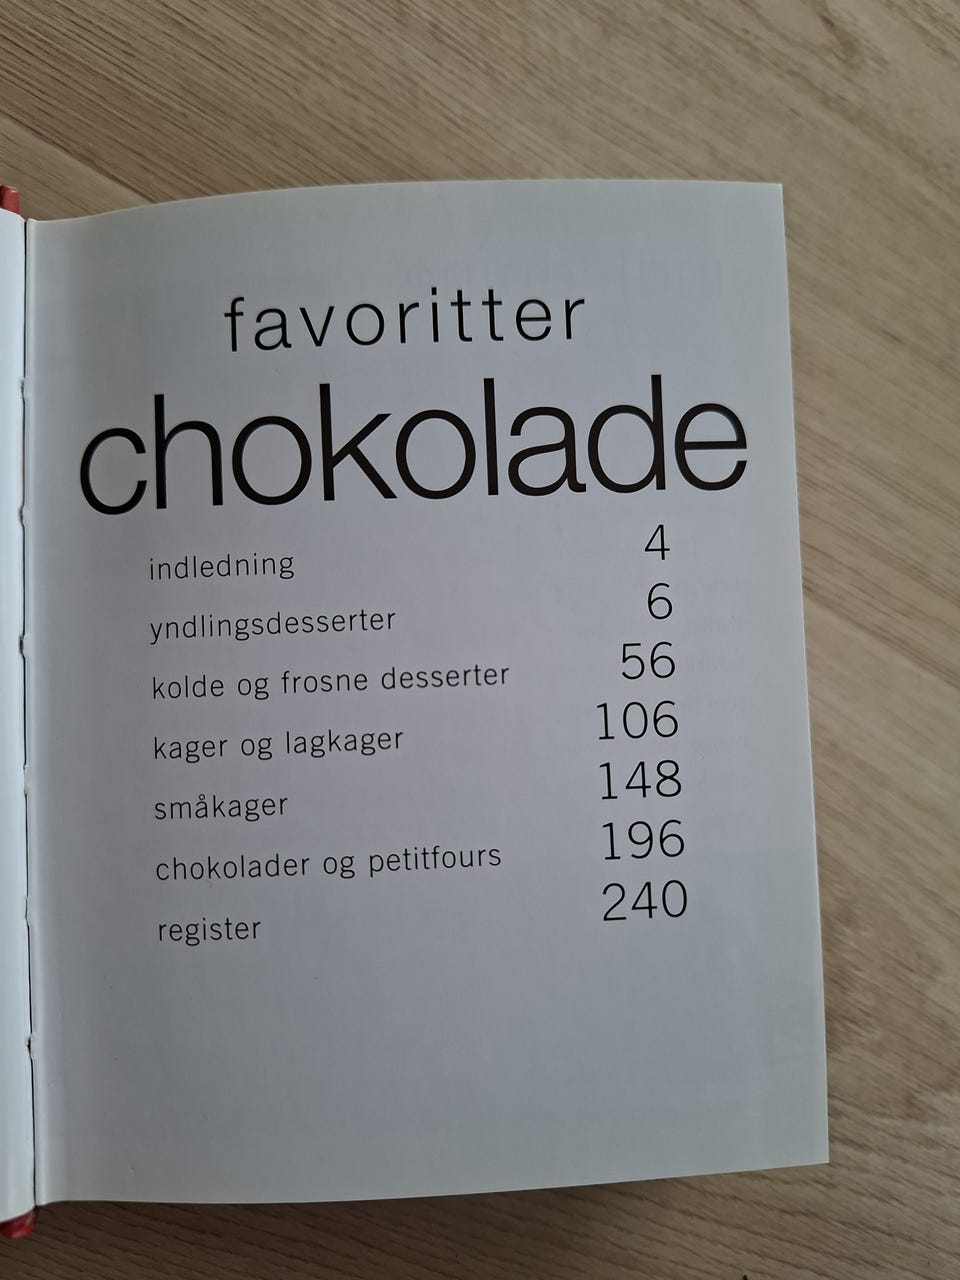 favoritter
chokolade
indledning 4
yndlingsdesserter 6
kolde og frosne desserter 56
kager og lagkager 106
småkager 148
chokolader og petitfours 196
register 240